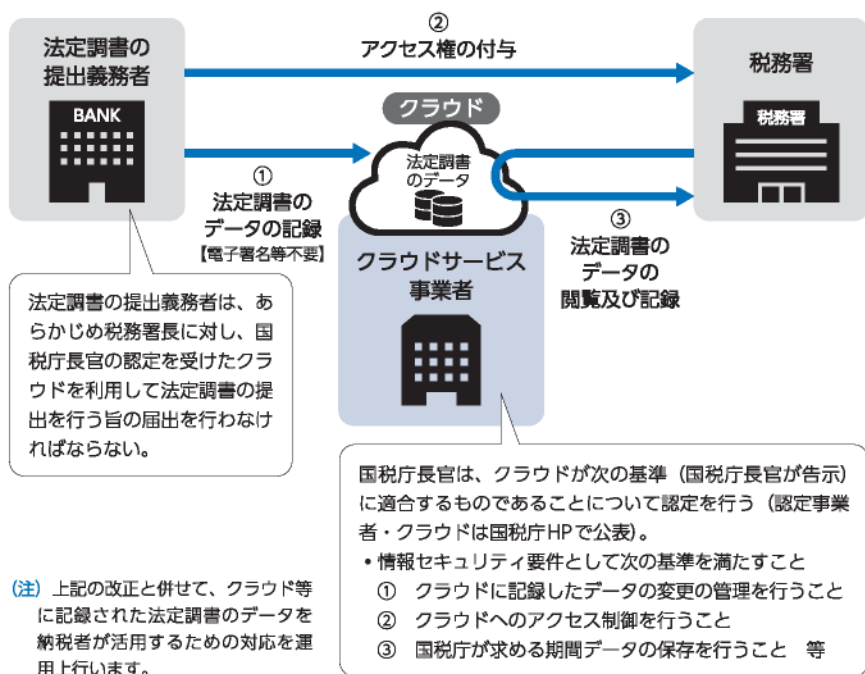 ②
アクセス権の付与
法定調書の
提出義務者
BANK
税務署
税務署
クラウド
法定調書
のデータ
①
法定調書の
データの記録
【電子署名等不要】
③
法定調書の
データの
閲覧及び記録
クラウドサービス
事業者
法定調書の提出義務者は、あ
らかじめ税務署長に対し、国
税庁長官の認定を受けたクラ
ウドを利用して法定調書の提
出を行う旨の届出を行わなけ
ればならない。
国税庁長官は、クラウドが次の基準（国税庁長官が告示）
に適合するものであることについて認定を行う（認定事業
者・クラウドは国税庁HPで公表）。
・情報セキュリティ要件として次の基準を満たすこと
① クラウドに記録したデータの変更の管理を行うこと
② クラウドへのアクセス制御を行うこと
③ 国税庁が求める期間データの保存を行うこと 等
（注）上記の改正と併せて、クラウド等
に記録された法定調書のデータを
納税者が活用するための対応を運
用上行います。